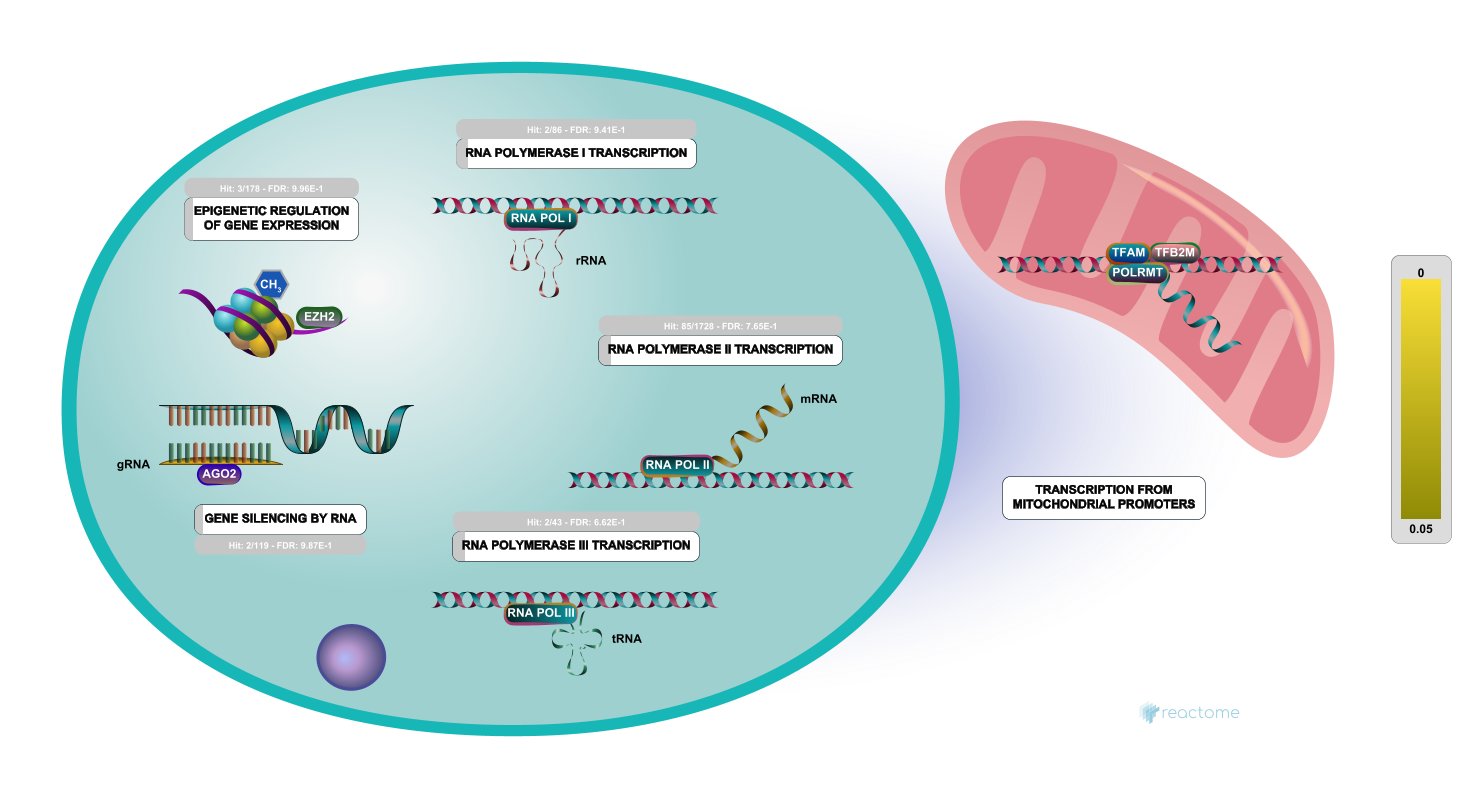 Hit: 2/86 - FDR: 9.41E-1
RNA POLYMERASE I TRANSCRIPTION
Hit: 3/178 - FDR: 9.96E-1
EPIGENETIC REGULATION
OF GENE EXPRESSION
RNA POL I
rRNA
CH3
EZH2
TFAM
TFB2M
POLRMT
0
0.05
Hit: 85/1728 - FDR: 7.65E-1
RNA POLYMERASE II TRANSCRIPTION
mRNA
RNA POL II
gRNA
AGO2
GENE SILENCING BY RNA
Hit: 2/119 - FDR: 9.87E-1
TRANSCRIPTION FROM
MITOCHONDRIAL PROMOTERS
Hit: 2/43 - FDR: 6.62E-1
RNA POLYMERASE III TRANSCRIPTION
RNA POL III
tRNA
reactome